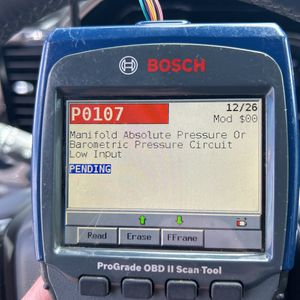 BOSCH
P0107
12/26
Mod $00
Manifold Absolute Pressure Or
Barometric Pressure Circuit
Low Input
PENDING
Read Erase FFrame
ProGrade OBD II Scan Tool